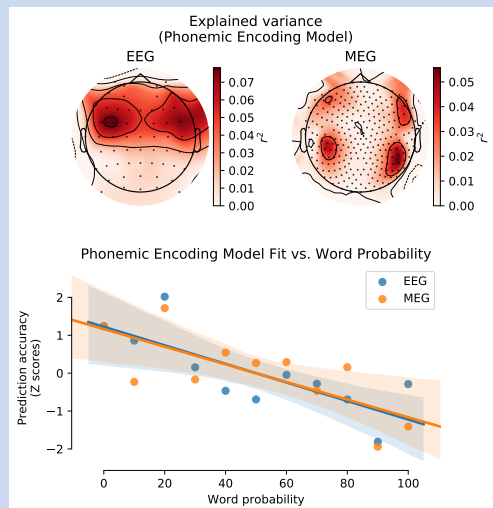 Explained variance
(Phonemic Encoding Model)
EEG
MEG
0.07
0.06
0.05
0.04
0.03
0.02
0.01
0.00
r²
0.05
0.04
0.03
0.02
0.01
0.00
r²
Phonemic Encoding Model Fit vs. Word Probability
EEG
MEG
Prediction accuracy
(Z scores)
2
1
0
−1
−2
0
20
40
60
80
100
Word probability